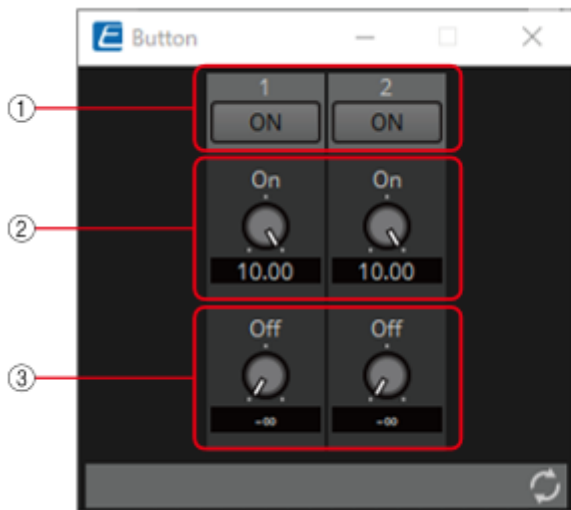 Button
①
1 2
ON ON
②
On On
10.00 10.00
③
Off Off
-∞ -∞